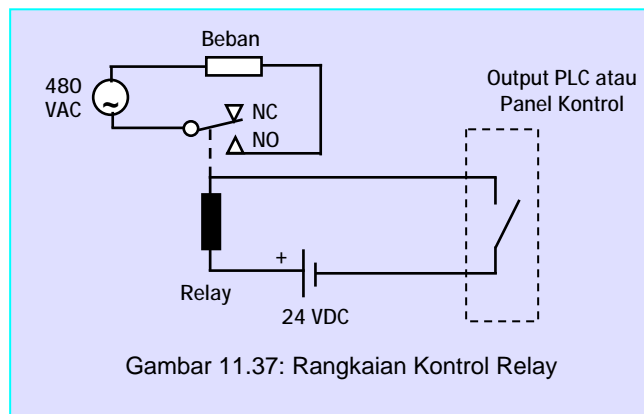 Beban
480
VAC
~
NC
NO
Output PLC atau
Panel Kontrol
+
Relay
24 VDC
Gambar 11.37: Rangkaian Kontrol Relay